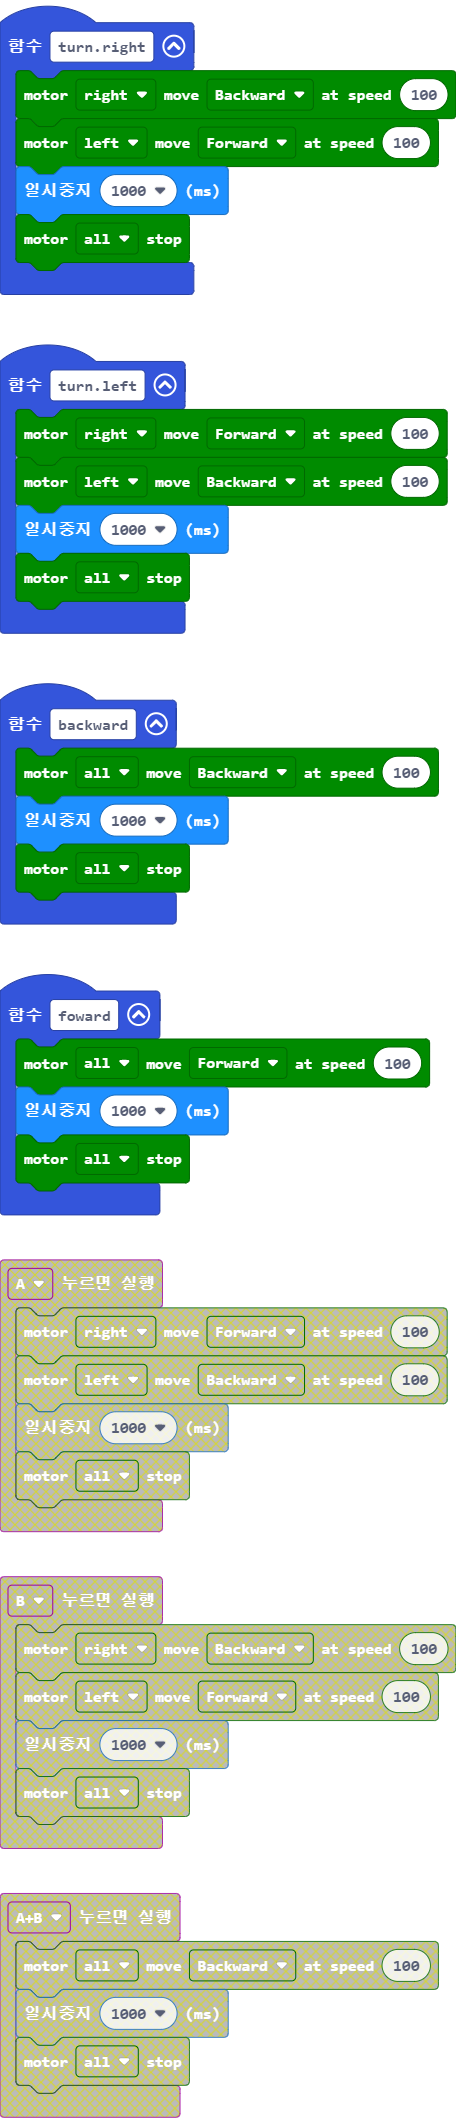 함수 turn.right
motor right move Backward at speed 100
motor left move Forward at speed 100
일시중지 1000 (ms)
motor all stop
함수 turn.left
motor right move Forward at speed 100
motor left move Backward at speed 100
일시중지 1000 (ms)
motor all stop
함수 backward
motor all move Backward at speed 100
일시중지 1000 (ms)
motor all stop
함수 foward
motor all move Forward at speed 100
일시중지 1000 (ms)
motor all stop
A 누르면 실행
motor right move Forward at speed 100
motor left move Backward at speed 100
일시중지 1000 (ms)
motor all stop
B 누르면 실행
motor right move Backward at speed 100
motor left move Forward at speed 100
일시중지 1000 (ms)
motor all stop
A+B 누르면 실행
motor all move Backward at speed 100
일시중지 1000 (ms)
motor all stop